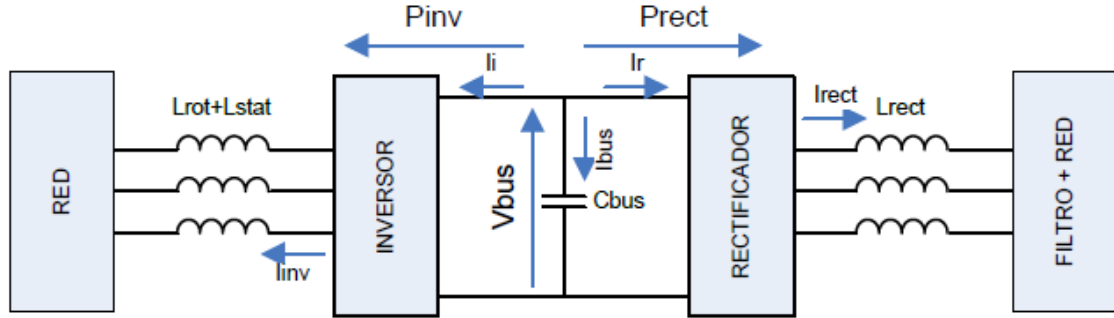 Pinv
Prect
Ii
Ir
Lrot+Lstat
Irect
Lrect
RED
INVERSOR
Vbus
Ibus
Cbus
RECTIFICADOR
FILTRO + RED
Iinv